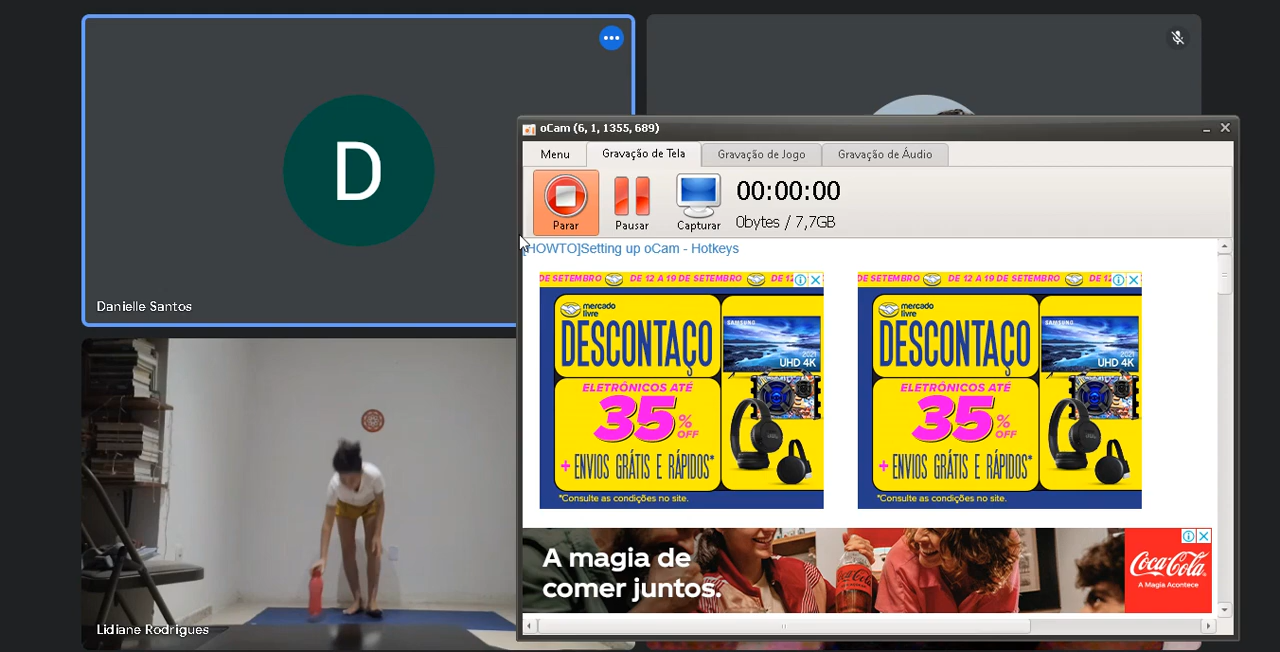 D
Danielle Santos
Lidiane Rodrigues
oCam (6, 1, 1355, 689)
Menu
Gravação de Tela
Gravação de Jogo
Gravação de Áudio
Parar
Pausar
Capturar
00:00:00
0bytes / 7,7GB
[HOWTO]Setting up oCam - Hotkeys
DE SETEMBRO DE 12 A 19 DE SETEMBRO DE 12
mercado
livre
DESCONTAÇO
SAMSUNG
2021
UHD 4K
ELETRÔNICOS ATÉ
35% OFF
+ ENVIOS GRÁTIS E RÁPIDOS*
*Consulte as condições no site.
DE SETEMBRO DE 12 A 19 DE SETEMBRO DE 12
mercado
livre
DESCONTAÇO
SAMSUNG
2021
UHD 4K
ELETRÔNICOS ATÉ
35% OFF
+ ENVIOS GRÁTIS E RÁPIDOS*
*Consulte as condições no site.
A magia de
comer juntos.
Coca-Cola
Coca-Cola
A Magia Acontece